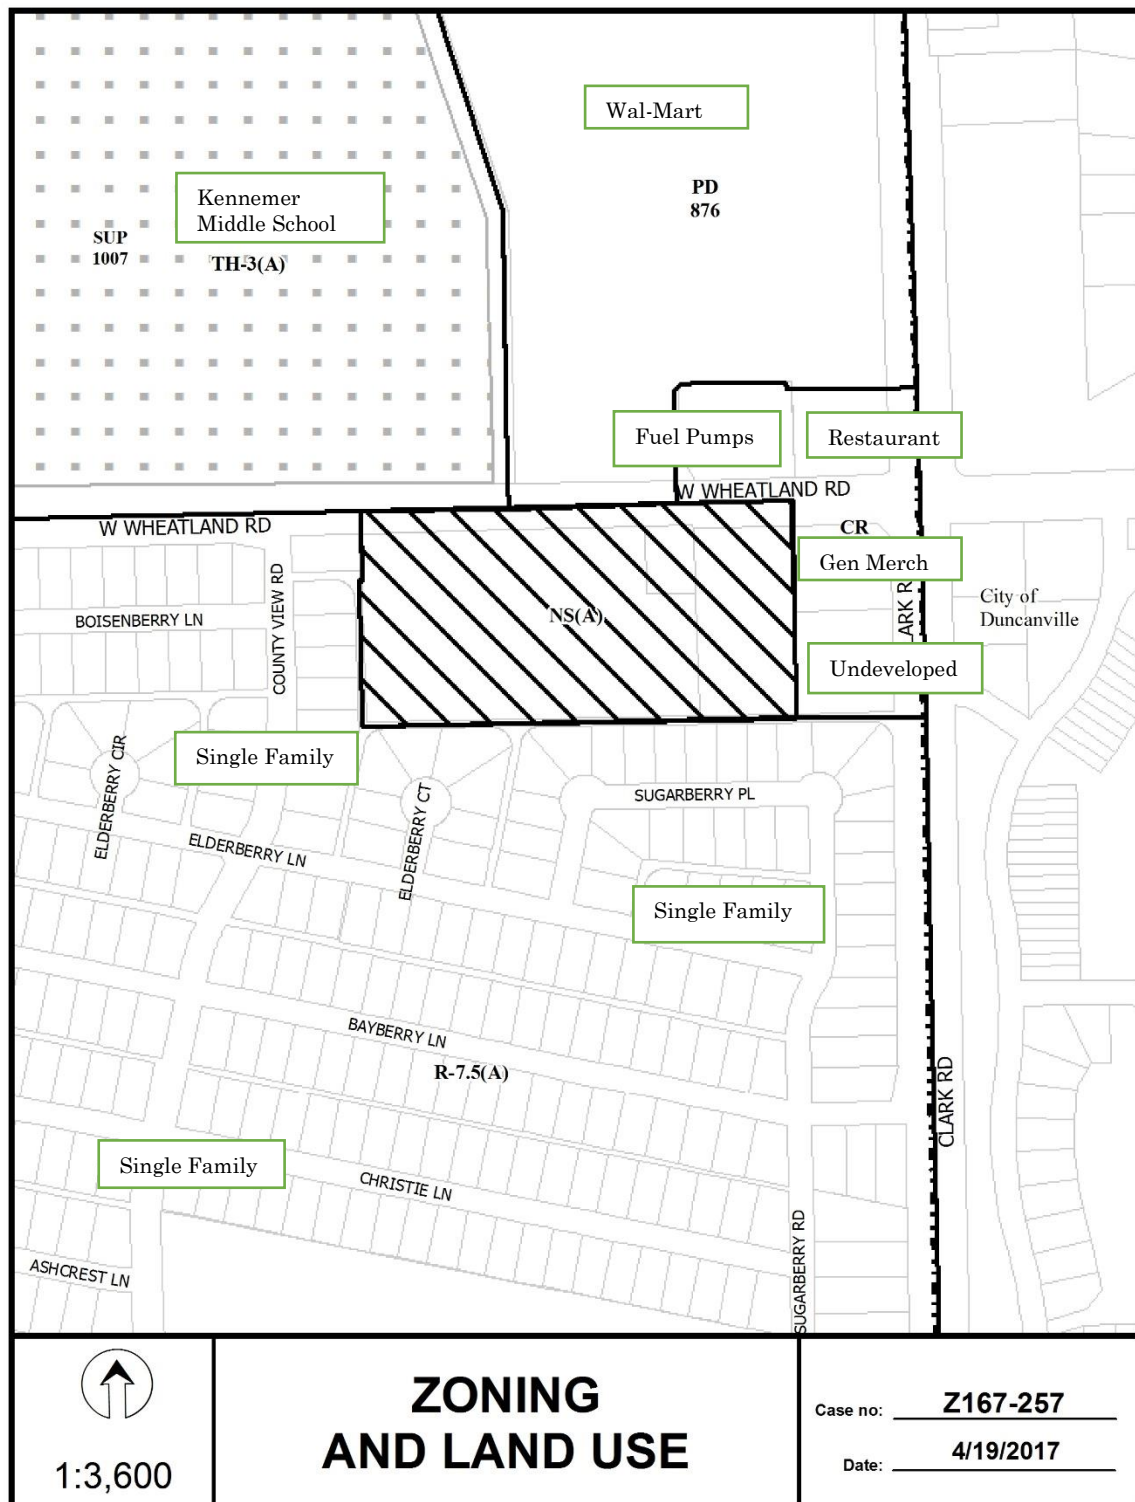 Wal-Mart
PD
876
Kennemer
Middle School
SUP
1007
TH-3(A)
Fuel Pumps
Restaurant
W WHEATLAND RD
W WHEATLAND RD
CR
Gen Merch
COUNTY VIEW RD
BOISENBERRY LN
NS(A)
ARK R
City of
Duncanville
Undeveloped
Single Family
ELDERBERRY CIR
ELDERBERRY CT
SUGARBERRY PL
ELDERBERRY LN
Single Family
BAYBERRY LN
R-7.5(A)
CLARK RD
Single Family
CHRISTIE LN
SUGARBERRY RD
ASHCREST LN
1:3,600
ZONING
AND LAND USE
Case no: Z167-257
Date: 4/19/2017